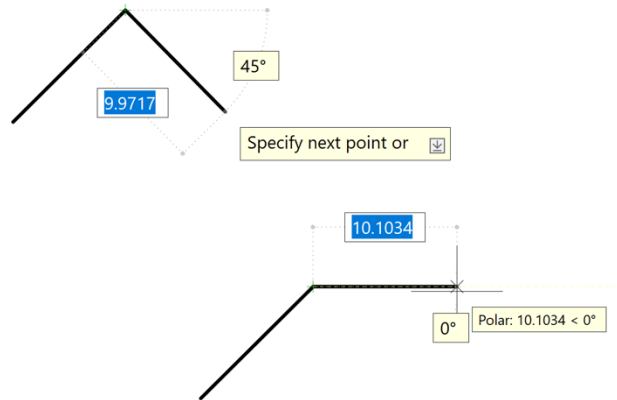 45°
9.9717
Specify next point or
10.1034
0°
Polar: 10.1034 < 0°